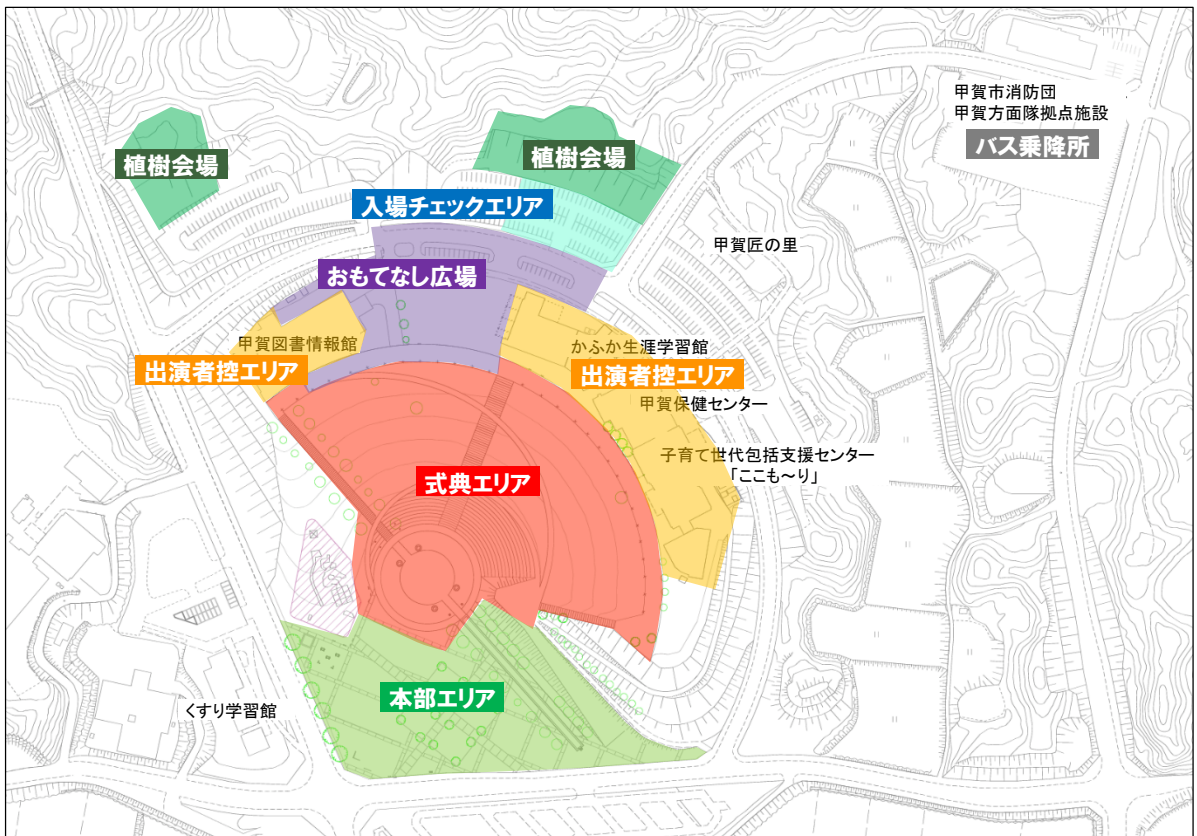 甲賀市消防団
甲賀方面隊拠点施設
バス乗降所
植樹会場
植樹会場
入場チェックエリア
甲賀匠の里
おもてなし広場
甲賀図書情報館
かふか生涯学習館
出演者控エリア
出演者控エリア
甲賀保健センター
子育て世代包括支援センター
「ここも～り」
式典エリア
本部エリア
くすり学習館